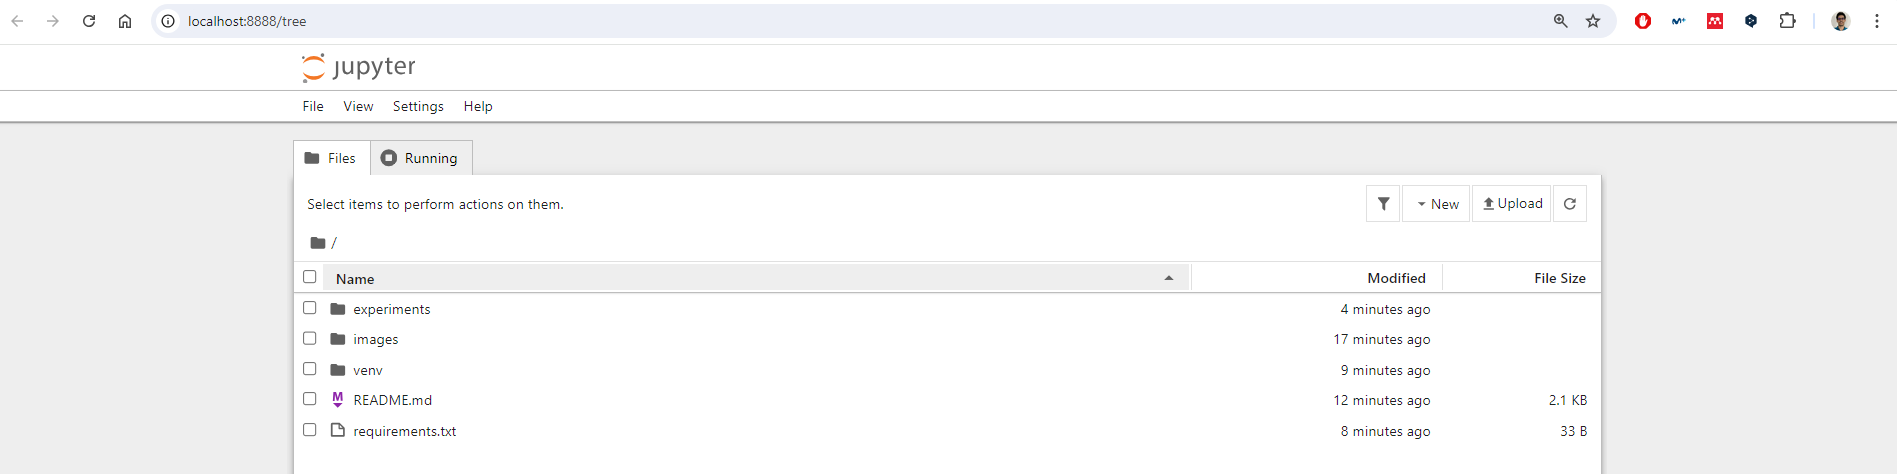 localhost:8888/tree
jupyter
File View Settings Help
Files Running
Select items to perform actions on them.
New Upload
/
Name Modified File Size
experiments 4 minutes ago
images 17 minutes ago
venv 9 minutes ago
README.md 12 minutes ago 2.1 KB
requirements.txt 8 minutes ago 33 B